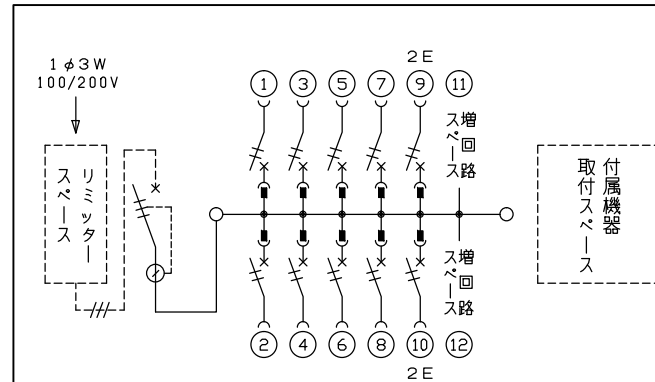 1φ3W
100/200V
リミッター
スペース
2E
① ③ ⑤ ⑦ ⑨ ⑪
増回路
スペース
増回路
スペース
② ④ ⑥ ⑧ ⑩ ⑫
2E
付属機器
取付スペース